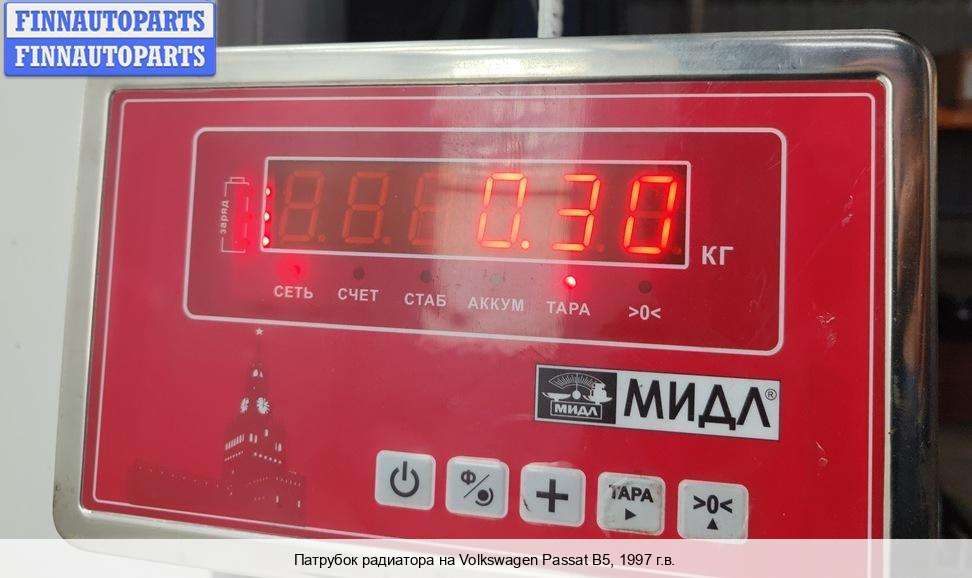 FINNAUTOPARTS
FINNAUTOPARTS
заряд
0.30
КГ
СЕТЬ СЧЕТ СТАБ АККУМ ТАРА >0<
МИДЛ МИДЛ®
Ф + ТАРА >0<
Патрубок радиатора на Volkswagen Passat B5, 1997 г.в.